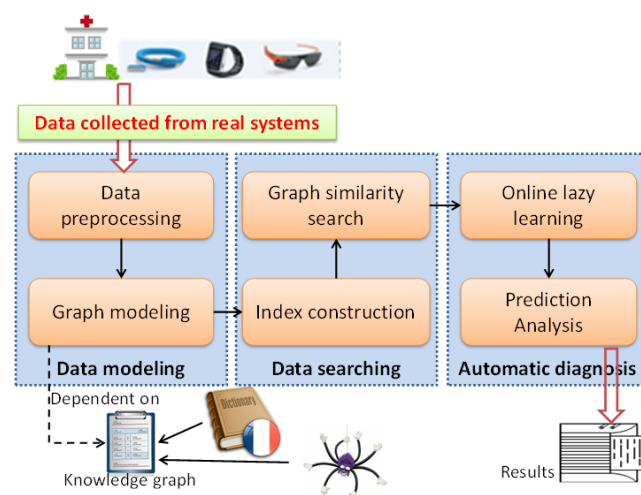 Data collected from real systems
Data
preprocessing
Graph modeling
Data modeling
Graph similarity
search
Index construction
Data searching
Online lazy
learning
Prediction
Analysis
Automatic diagnosis
Dependent on
Dictionary
Knowledge graph
Results